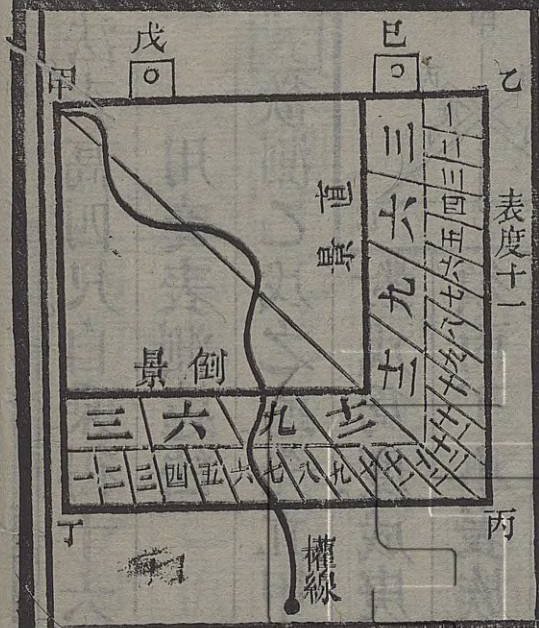 戊
巳
甲
乙
表度十一
三六九十二
一二三四五六七八九十十一十二
直景
倒景
三六九十二
一二三四五六七八九十十一十二
丁
丙
權線